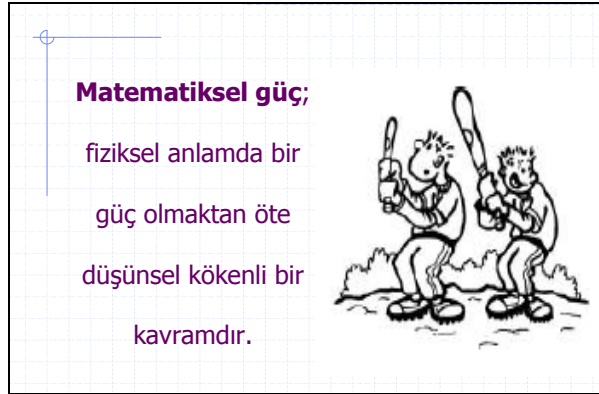 Matematiksel güç;
fiziksel anlamda bir
güç olmaktan öte
düşünsel kökenli bir
kavramdır.